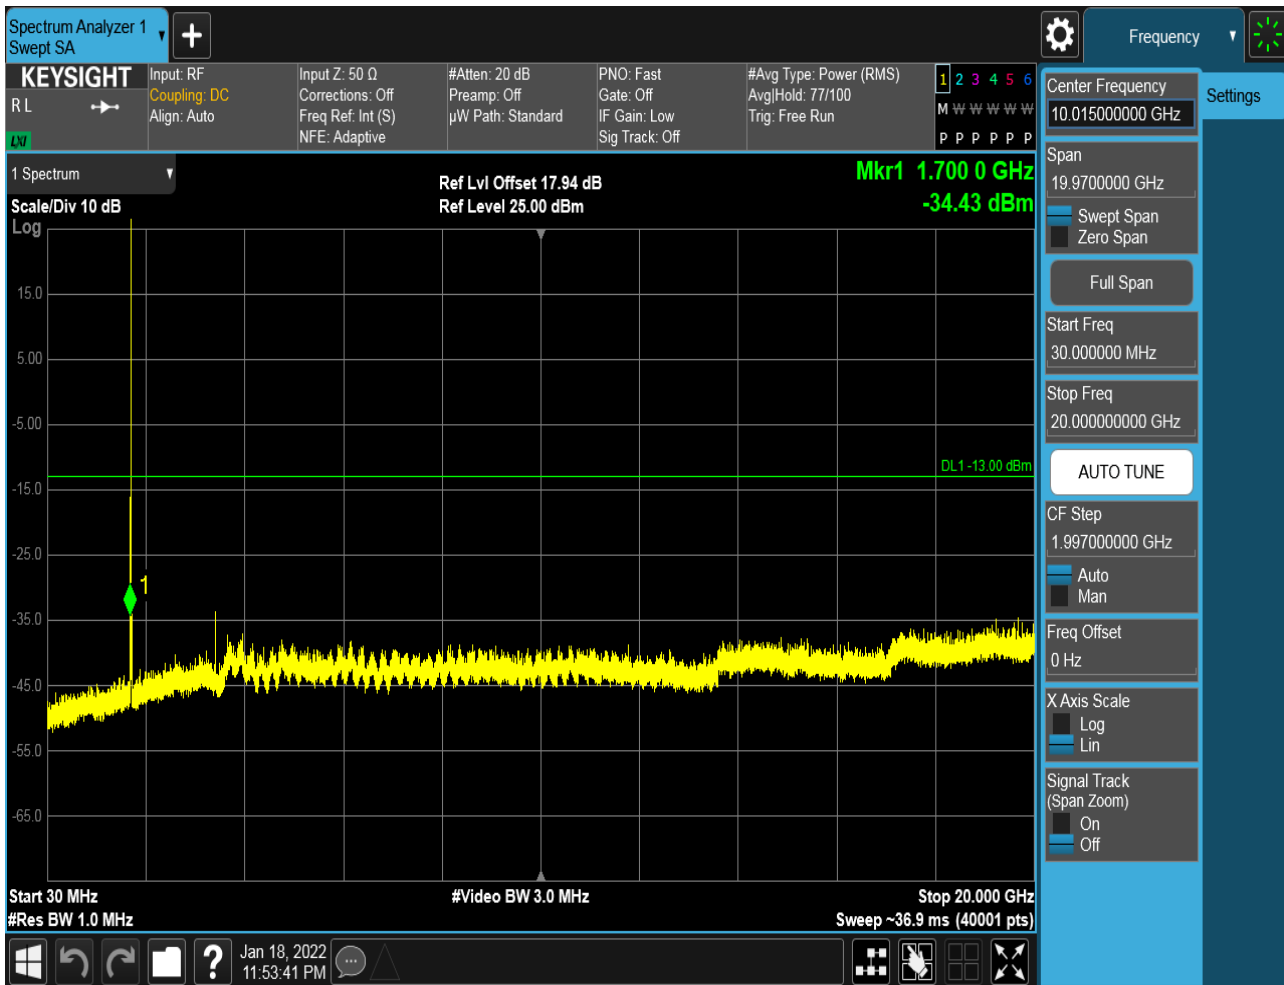 Spectrum Analyzer 1
Swept SA
+
Frequency
KEYSIGHT
R L
LXI
Input: RF
Coupling: DC
Align: Auto
Input Z: 50 Ω
Corrections: Off
Freq Ref: Int (S)
NFE: Adaptive
#Atten: 20 dB
Preamp: Off
µW Path: Standard
PNO: Fast
Gate: Off
IF Gain: Low
Sig Track: Off
#Avg Type: Power (RMS)
Avg|Hold: 77/100
Trig: Free Run
1 2 3 4 5 6
M W W W W W
P P P P P P
1 Spectrum
Scale/Div 10 dB
Log
Ref Lvl Offset 17.94 dB
Ref Level 25.00 dBm
Mkr1 1.700 0 GHz
-34.43 dBm
15.0
5.00
-5.00
DL1 -13.00 dBm
-15.0
-25.0
1
-35.0
-45.0
-55.0
-65.0
Start 30 MHz
#Res BW 1.0 MHz
#Video BW 3.0 MHz
Stop 20.000 GHz
Sweep ~36.9 ms (40001 pts)
Center Frequency
10.015000000 GHz
Settings
Span
19.9700000 GHz
Swept Span
Zero Span
Full Span
Start Freq
30.000000 MHz
Stop Freq
20.000000000 GHz
AUTO TUNE
CF Step
1.997000000 GHz
Auto
Man
Freq Offset
0 Hz
X Axis Scale
Log
Lin
Signal Track
(Span Zoom)
On
Off
?
Jan 18, 2022
11:53:41 PM